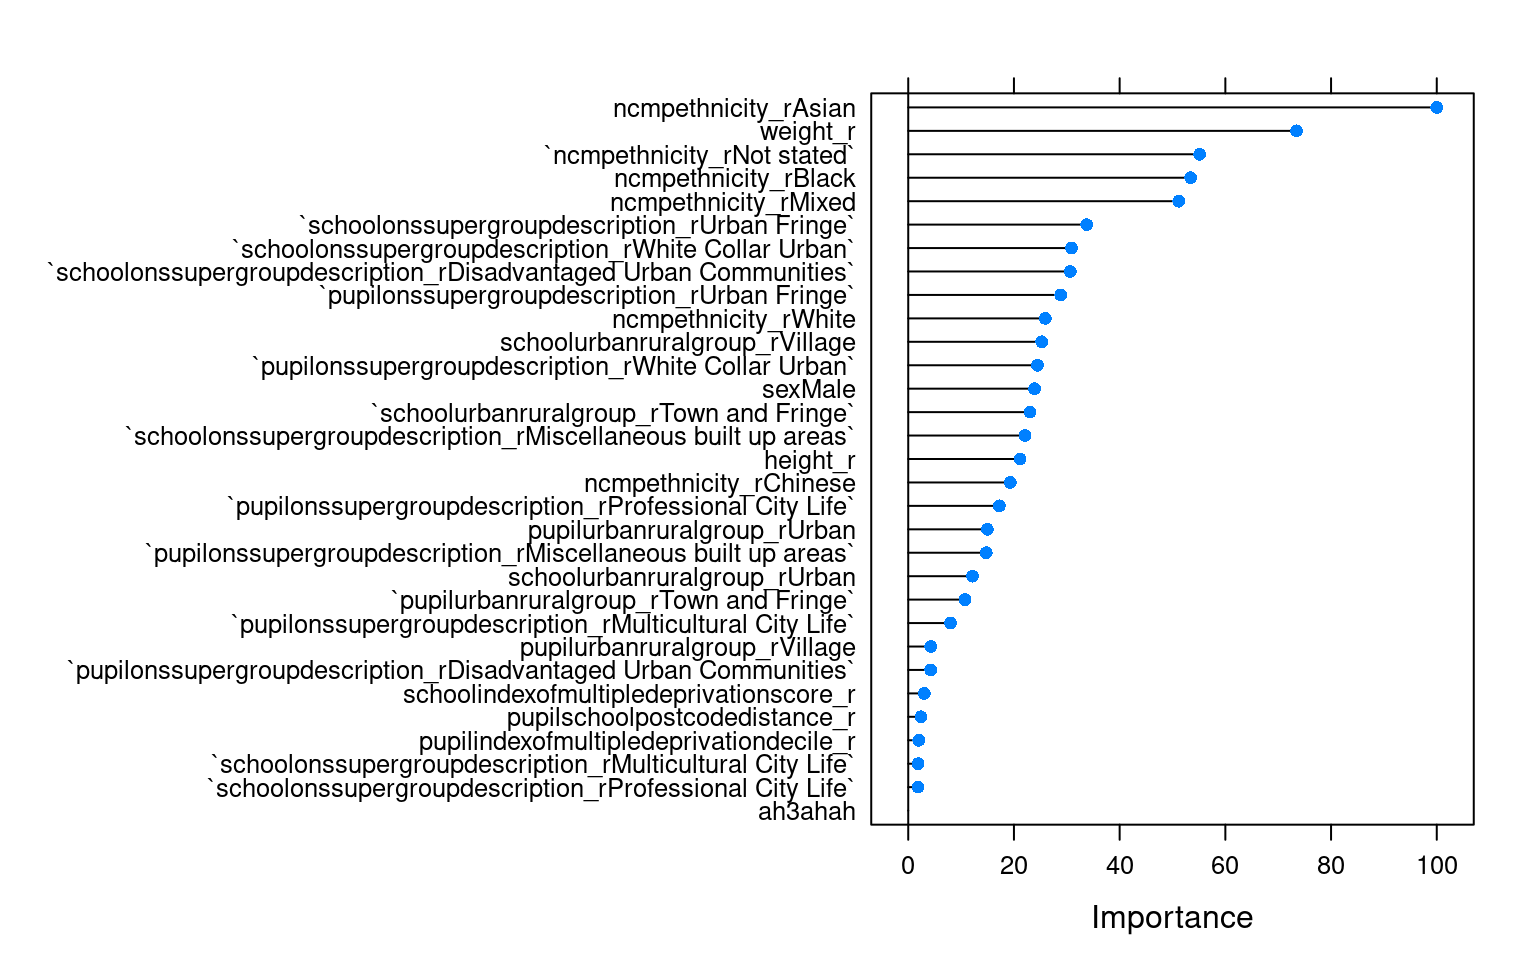 ncmpethnicity_rAsian
weight_r
`ncmpethnicity_rNot stated`
ncmpethnicity_rBlack
ncmpethnicity_rMixed
`schoolonssupergroupdescription_rUrban Fringe`
`schoolonssupergroupdescription_rWhite Collar Urban`
`schoolonssupergroupdescription_rDisadvantaged Urban Communities`
`pupilonssupergroupdescription_rUrban Fringe`
ncmpethnicity_rWhite
schoolurbanruralgroup_rVillage
`pupilonssupergroupdescription_rWhite Collar Urban`
sexMale
`schoolurbanruralgroup_rTown and Fringe`
`schoolonssupergroupdescription_rMiscellaneous built up areas`
height_r
ncmpethnicity_rChinese
`pupilonssupergroupdescription_rProfessional City Life`
pupilurbanruralgroup_rUrban
`pupilonssupergroupdescription_rMiscellaneous built up areas`
schoolurbanruralgroup_rUrban
`pupilurbanruralgroup_rTown and Fringe`
`pupilonssupergroupdescription_rMulticultural City Life`
pupilurbanruralgroup_rVillage
`pupilonssupergroupdescription_rDisadvantaged Urban Communities`
schoolindexofmultipledeprivationscore_r
pupilschoolpostcodedistance_r
pupilindexofmultipledeprivationdecile_r
`schoolonssupergroupdescription_rMulticultural City Life`
`schoolonssupergroupdescription_rProfessional City Life`
ah3ahah
0 20 40 60 80 100
Importance